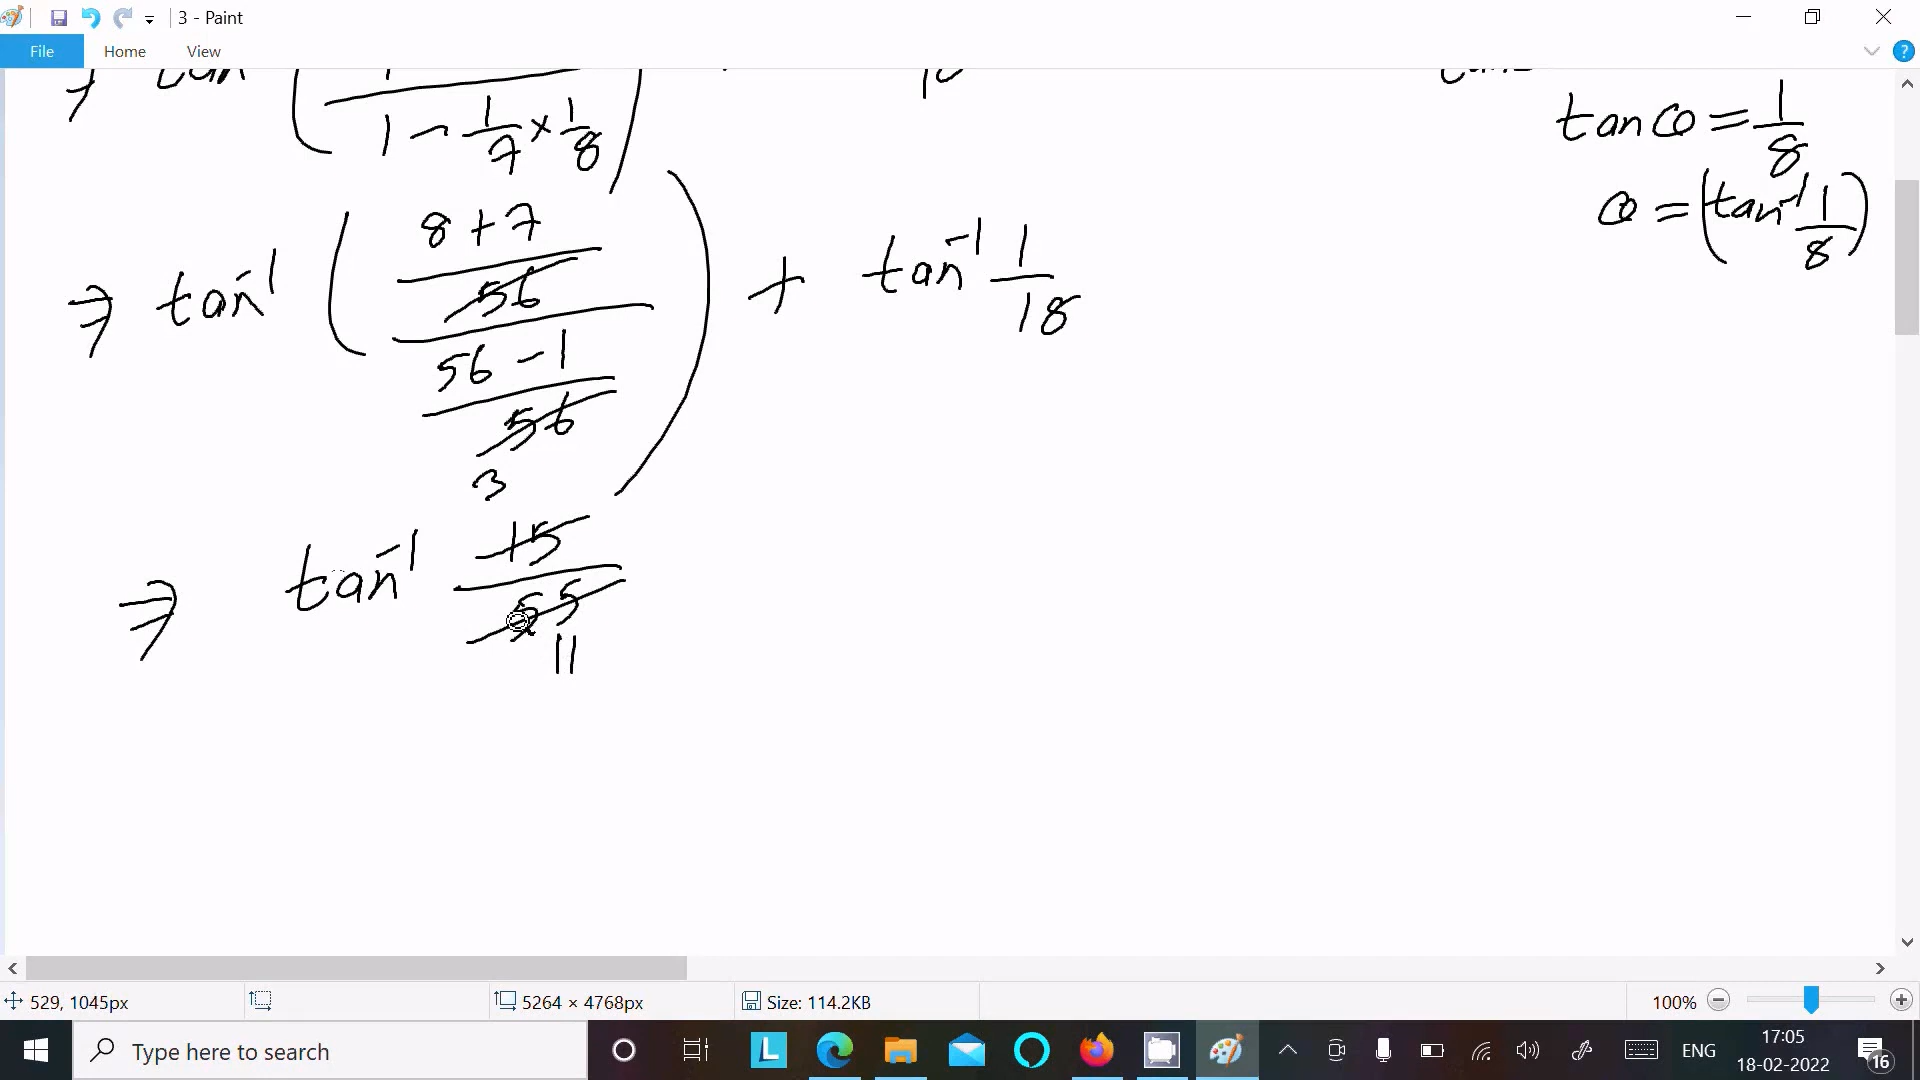 3 - Paint
File Home View
⇒ tan
1 - 1/7 × 1/8
tan θ = 1/8
θ = (tan⁻¹ 1/8)
⇒ tan⁻¹ ( (8+7)/56 / (56-1)/56 ) + tan⁻¹ 1/18
3
⇒ tan⁻¹ 15/55
11
529, 1045px 5264 × 4768px Size: 114.2KB 100%
Type here to search
L
ENG
17:05
18-02-2022
16